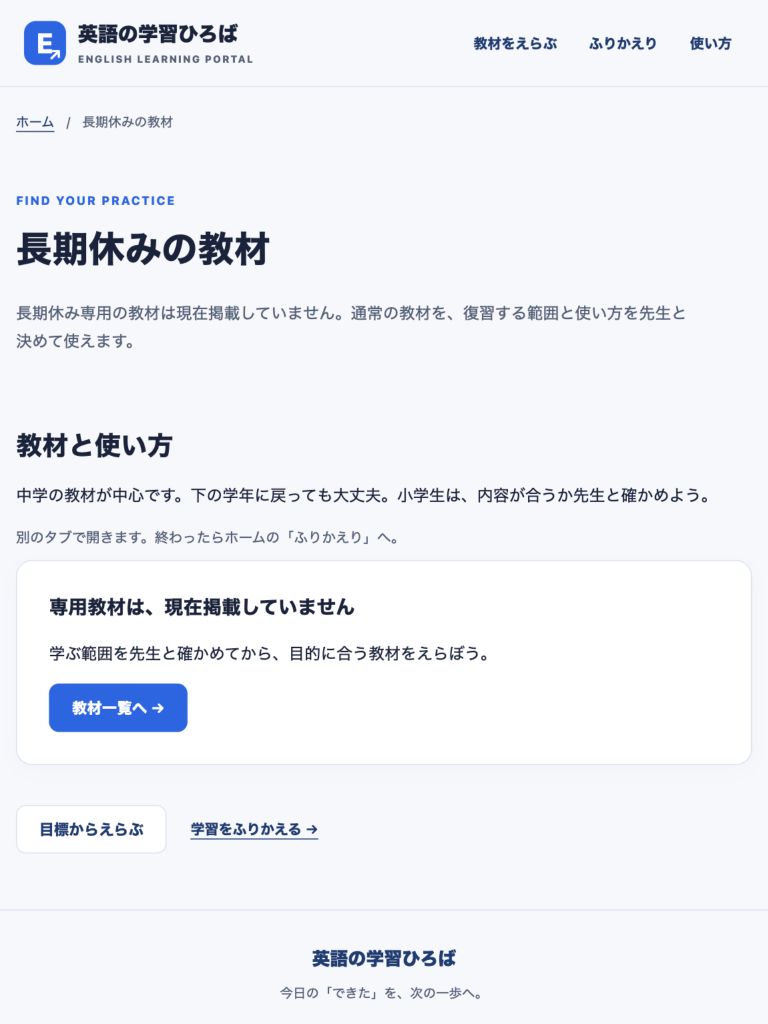 E
英語の学習ひろば
ENGLISH LEARNING PORTAL
教材をえらぶ
ふりかえり
使い方
ホーム / 長期休みの教材
FIND YOUR PRACTICE
長期休みの教材
長期休み専用の教材は現在掲載していません。通常の教材を、復習する範囲と使い方を先生と
決めて使えます。
教材と使い方
中学の教材が中心です。下の学年に戻っても大丈夫。小学生は、内容が合うか先生と確かめよう。
別のタブで開きます。終わったらホームの「ふりかえり」へ。
専用教材は、現在掲載していません
学ぶ範囲を先生と確かめてから、目的に合う教材をえらぼう。
教材一覧へ →
目標からえらぶ
学習をふりかえる →
英語の学習ひろば
今日の「できた」を、次の一歩へ。